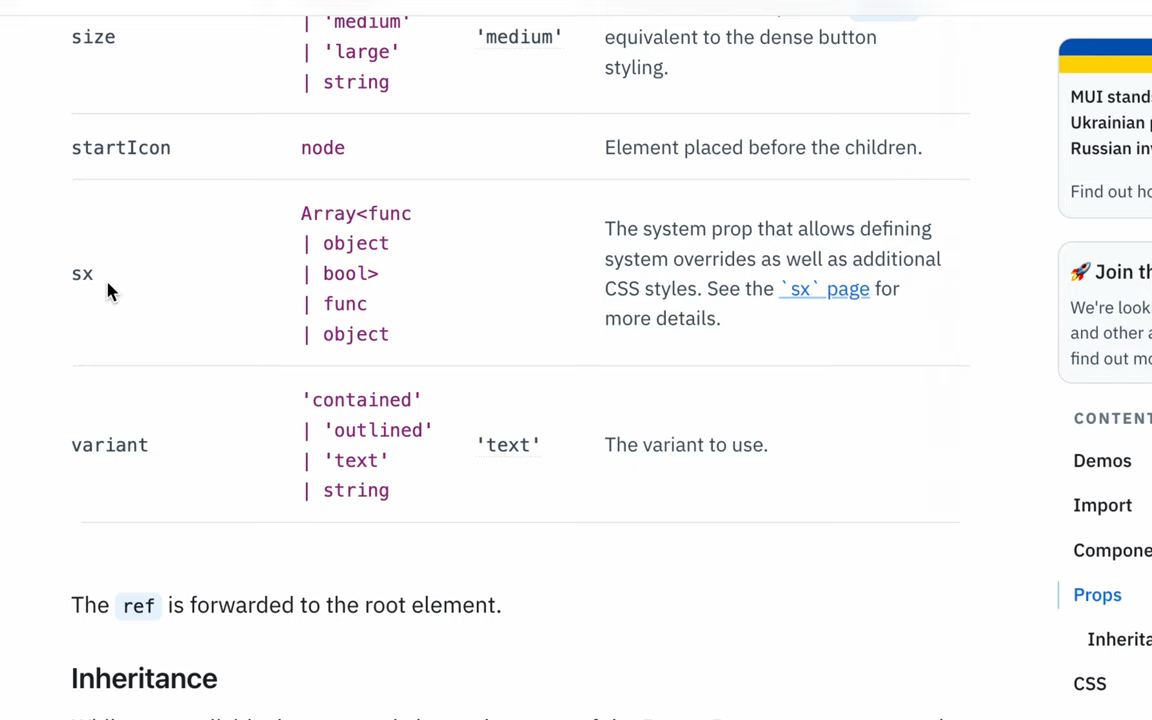 | 'medium'
size
'medium'
equivalent to the dense button
| 'large'
styling.
| string
startIcon
node
Element placed before the children.
sx
Array<func
| object
| bool>
| func
| object
The system prop that allows defining
system overrides as well as additional
CSS styles. See the `sx` page for
more details.
variant
'contained'
| 'outlined'
| 'text'
| string
'text'
The variant to use.
The ref is forwarded to the root element.
Inheritance
MUI stand
Ukrainian p
Russian inv
Find out ho
🚀 Join th
We're look
and other a
find out mo
CONTENT
Demos
Import
Compone
Props
Inherita
CSS